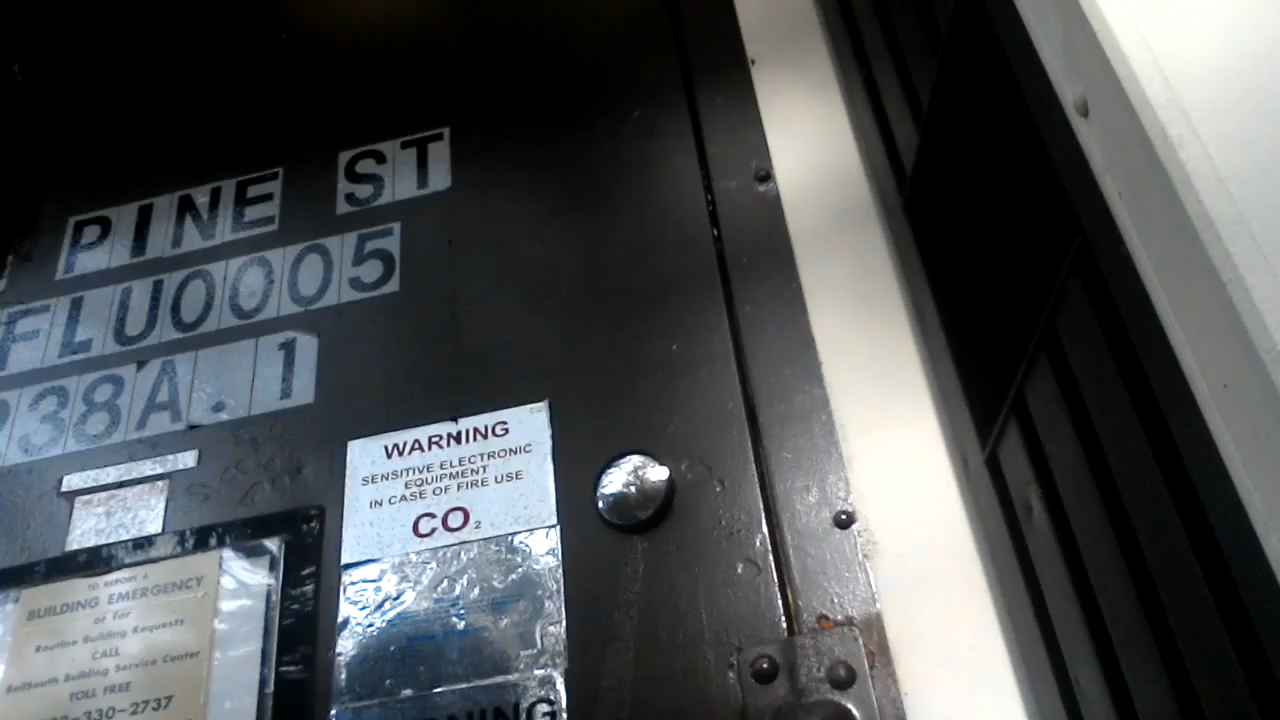 PINE ST
FLU0005
38A.1
WARNING
SENSITIVE ELECTRONIC
EQUIPMENT
IN CASE OF FIRE USE
CO₂
TO REPORT A
BUILDING EMERGENCY
or for
Routine Building Requests
CALL
BellSouth Building Service Center
TOLL FREE
-330-2737